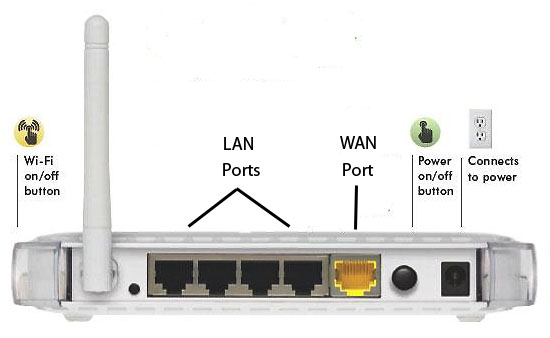 Wi-Fi
on/off
button
LAN
Ports
WAN
Port
Power
on/off
button
Connects
to power